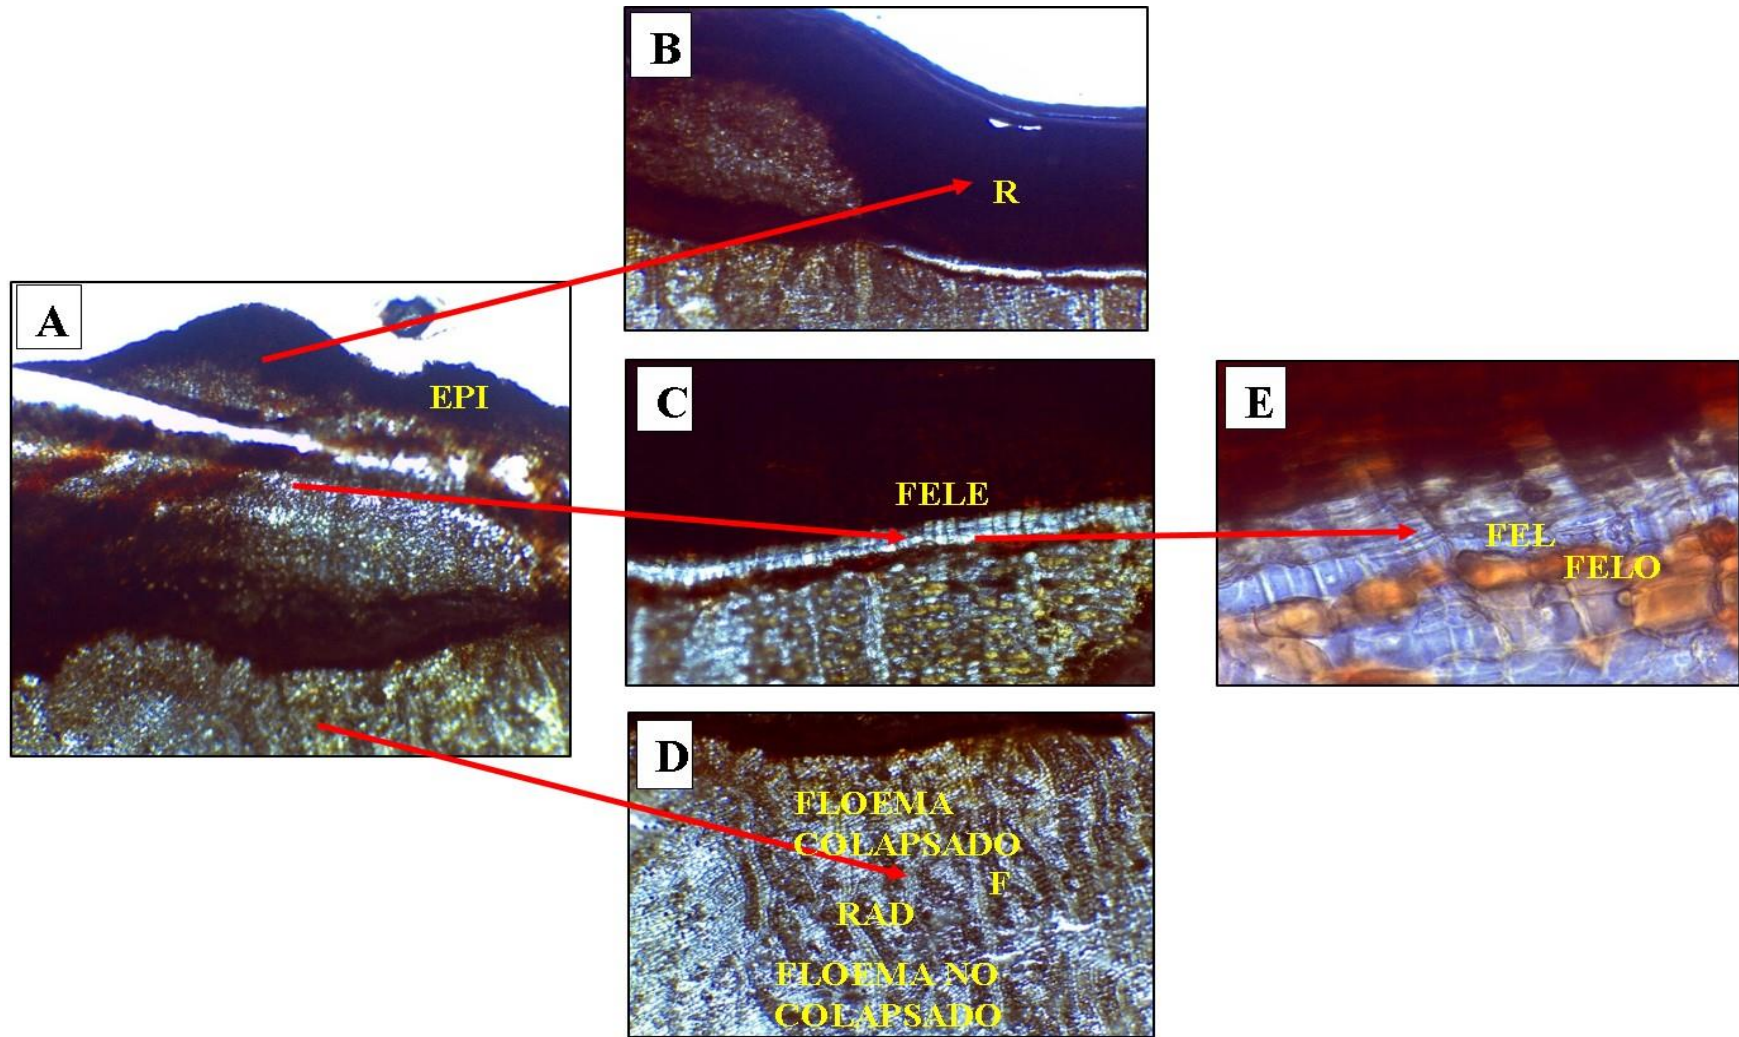 A
EPI
B
R
C
FELE
D
FLOEMA
COLAPSADO
F
RAD
FLOEMA NO
COLAPSADO
E
FEL
FELO